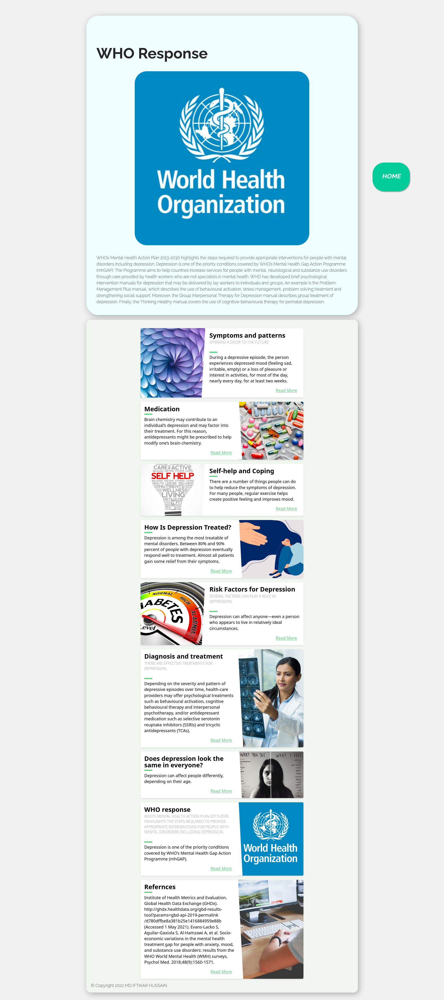 WHO Response
World Health
Organization
HOME
WHO's Mental Health Action Plan 2013-2030 highlights the steps required to provide appropriate interventions for people with mental
disorders including depression. Depression is one of the priority conditions covered by WHO's Mental Health Gap Action Programme
(mhGAP). The Programme aims to help countries increase services for people with mental, neurological and substance use disorders
through care provided by health workers who are not specialists in mental health. WHO has developed brief psychological
intervention manuals for depression that may be delivered by lay workers to individuals and groups. An example is the Problem
Management Plus manual, which describes the use of behavioural activation, stress management, problem solving treatment and
strengthening social support. Moreover, the Group Interpersonal Therapy for Depression manual describes group treatment of
depression. Finally, the Thinking Healthy manual covers the use of cognitive-behavioural therapy for perinatal depression.
Symptoms and patterns
OPENING A DOOR TO THE FUTURE
During a depressive episode, the person
experiences depressed mood (feeling sad,
irritable, empty) or a loss of pleasure or
interest in activities, for most of the day,
nearly every day, for at least two weeks.
Read More
Medication
Brain chemistry may contribute to an
individual's depression and may factor into
their treatment. For this reason,
antidepressants might be prescribed to help
modify one's brain chemistry.
Read More
CARE ACTIVE
RELAXED DIETING FITNESS LIVING
SELF HELP
RELAXED DIETING FITNESS LIVING
HEALTH LEISURE WELLNESS
NUTRIENTS LEISURE
SPORT WELLNESS
LIVING
DIET LIFE CARE
FIT
Self-help and Coping
There are a number of things people can do
to help reduce the symptoms of depression.
For many people, regular exercise helps
create positive feeling and improves mood.
Read More
How Is Depression Treated?
Depression is among the most treatable of
mental disorders. Between 80% and 90%
percent of people with depression eventually
respond well to treatment. Almost all patients
gain some relief from their symptoms.
Read More
NORMAL
HIGH
ALARMING
IABETES
Level
Risk Factors for Depression
SEVERAL FACTORS CAN PLAY A ROLE IN
DEPRESSION:
Depression can affect anyone—even a person
who appears to live in relatively ideal
circumstances.
Read More
Diagnosis and treatment
THERE ARE EFFECTIVE TREATMENTS FOR
DEPRESSION.
Depending on the severity and pattern of
depressive episodes over time, health-care
providers may offer psychological treatments
such as behavioural activation, cognitive
behavioural therapy and interpersonal
psychotherapy, and/or antidepressant
medication such as selective serotonin
reuptake inhibitors (SSRIs) and tricyclic
antidepressants (TCAs).
Read More
Does depression look the
same in everyone?
Depression can affect people differently,
depending on their age.
Read More
WHAT YOU SEE
WHAT I FEEL
WHO response
WHO'S MENTAL HEALTH ACTION PLAN 2013-2030
HIGHLIGHTS THE STEPS REQUIRED TO PROVIDE
APPROPRIATE INTERVENTIONS FOR PEOPLE WITH
MENTAL DISORDERS INCLUDING DEPRESSION.
Depression is one of the priority conditions
covered by WHO's Mental Health Gap Action
Programme (mhGAP).
Read More
World Health
Organization
Refernces
Institute of Health Metrics and Evaluation.
Global Health Data Exchange (GHDx).
http://ghdx.healthdata.org/gbd-results-
tool?params=gbd-api-2019-permalink
/d780dffbe8a381b25e1416884959e88b
(Accessed 1 May 2021). Evans-Lacko S,
Aguilar-Gaxiola S, Al-Hamzawi A, et al. Socio-
economic variations in the mental health
treatment gap for people with anxiety, mood,
and substance use disorders: results from the
WHO World Mental Health (WMH) surveys.
Psychol Med. 2018;48(9):1560-1571.
Read More
© Copyright 2022 MD IFTIKAR HUSSAIN